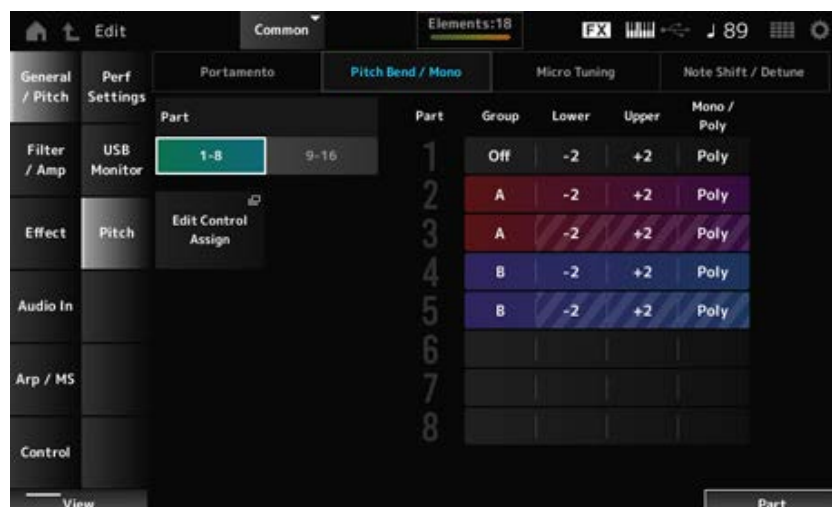 Edit
Common
Elements:18
FX
♩ 89
General / Pitch
Perf Settings
Portamento
Pitch Bend / Mono
Micro Tuning
Note Shift / Detune
Part
Part
Group
Lower
Upper
Mono / Poly
Filter / Amp
USB Monitor
1-8
9-16
1 Off -2 +2 Poly
2 A -2 +2 Poly
Effect
Pitch
Edit Control Assign
3 A -2 +2 Poly
4 B -2 +2 Poly
Audio In
5 B -2 +2 Poly
6
Arp / MS
7
8
Control
View
Part